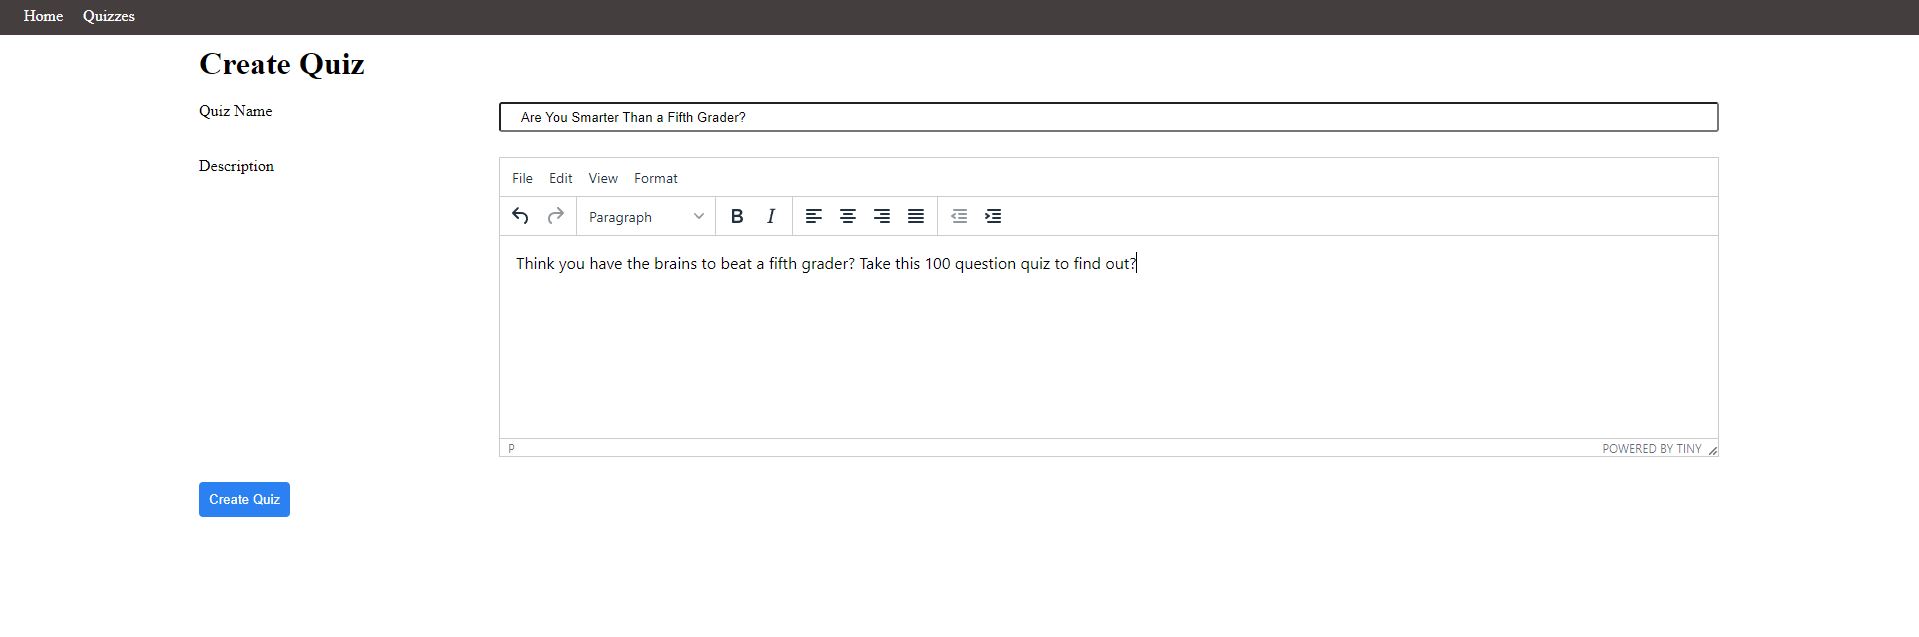 Home Quizzes
Create Quiz
Quiz Name
Are You Smarter Than a Fifth Grader?
Description
File Edit View Format
Paragraph B I
Think you have the brains to beat a fifth grader? Take this 100 question quiz to find out?
P POWERED BY TINY
Create Quiz